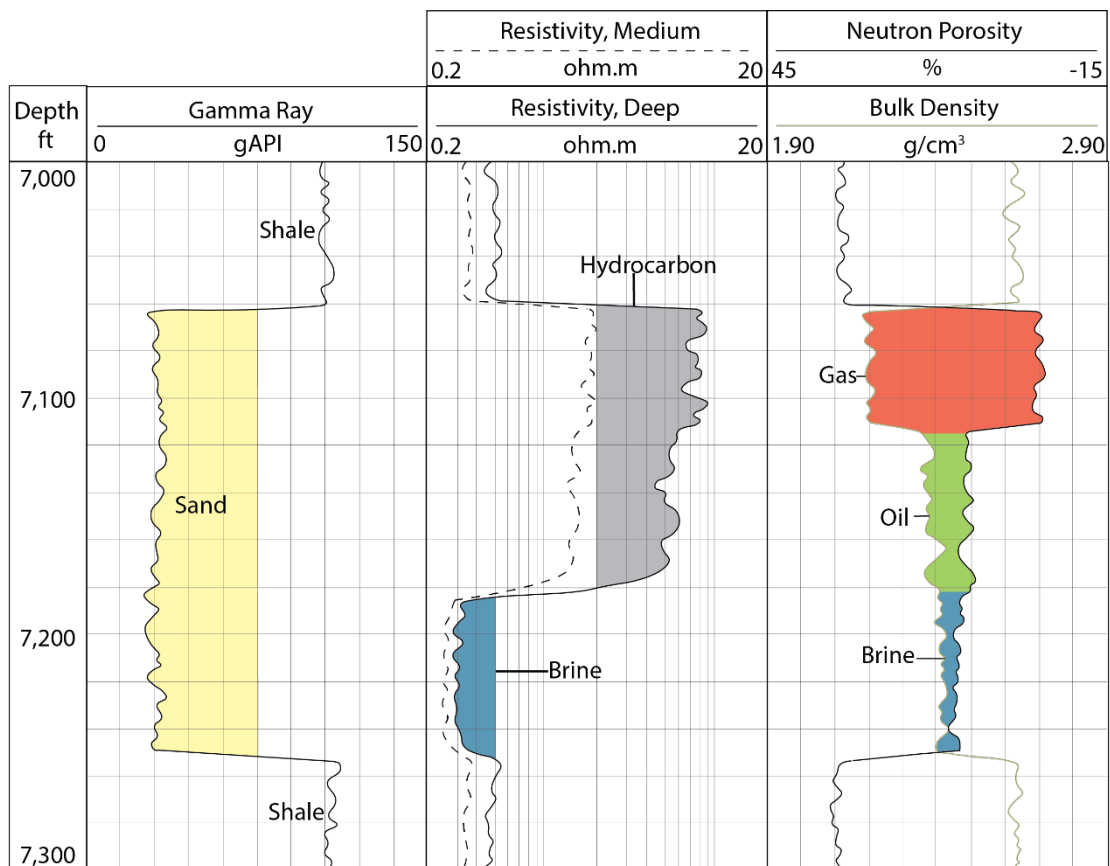 Resistivity, Medium
0.2 ohm.m 20
Neutron Porosity
45 % -15
Depth
ft
Gamma Ray
0 gAPI 150
Resistivity, Deep
0.2 ohm.m 20
Bulk Density
1.90 g/cm³ 2.90
7,000
Shale
Hydrocarbon
Gas
7,100
Sand
Oil
7,200
Brine
Brine
Shale
7,300